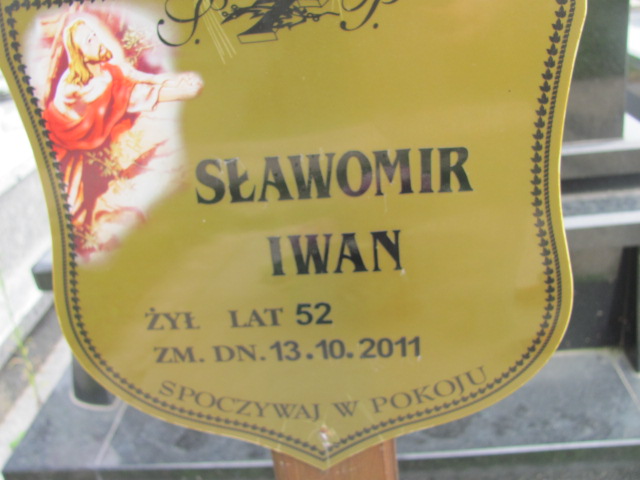 Ś. P.
SŁAWOMIR
IWAN
ŻYŁ LAT 52
ZM. DN. 13.10.2011
SPOCZYWAJ W POKOJU